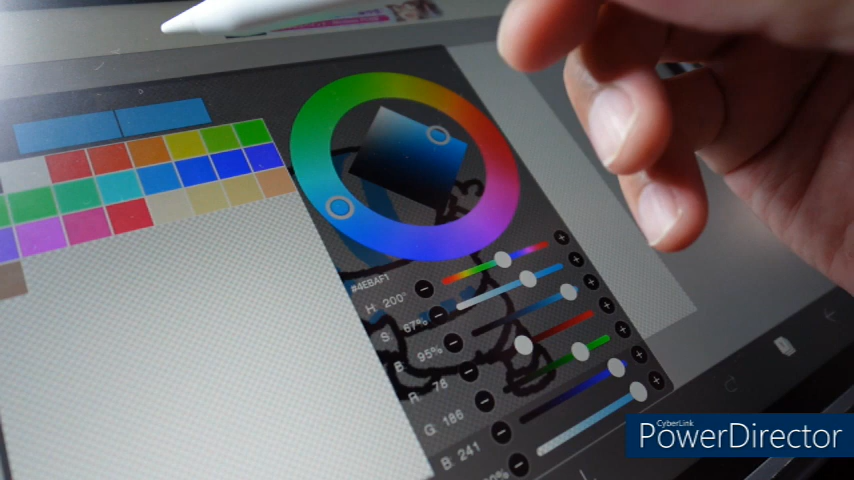 #4EBAF1
H: 200°
S: 67%
B: 95%
R: 78
G: 186
B: 241
CyberLink
PowerDirector